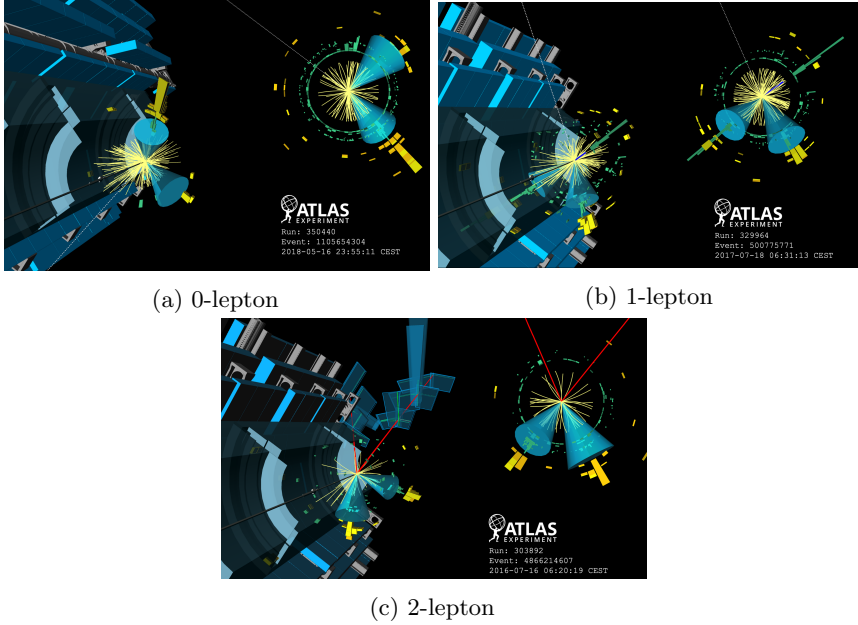 ATLAS
EXPERIMENT
Run: 350440
Event: 1105654304
2018-05-16 23:55:11 CEST
(a) 0-lepton
ATLAS
EXPERIMENT
Run: 329964
Event: 500775771
2017-07-18 06:31:13 CEST
(b) 1-lepton
ATLAS
EXPERIMENT
Run: 303892
Event: 4866214607
2016-07-16 06:20:19 CEST
(c) 2-lepton